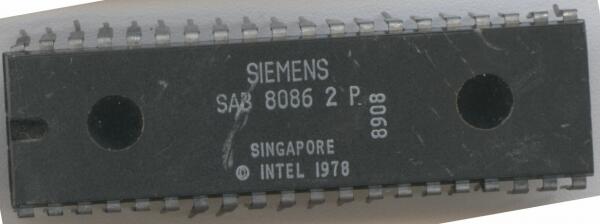 SIEMENS
SAB 8086 2 P
8908
SINGAPORE
© INTEL 1978